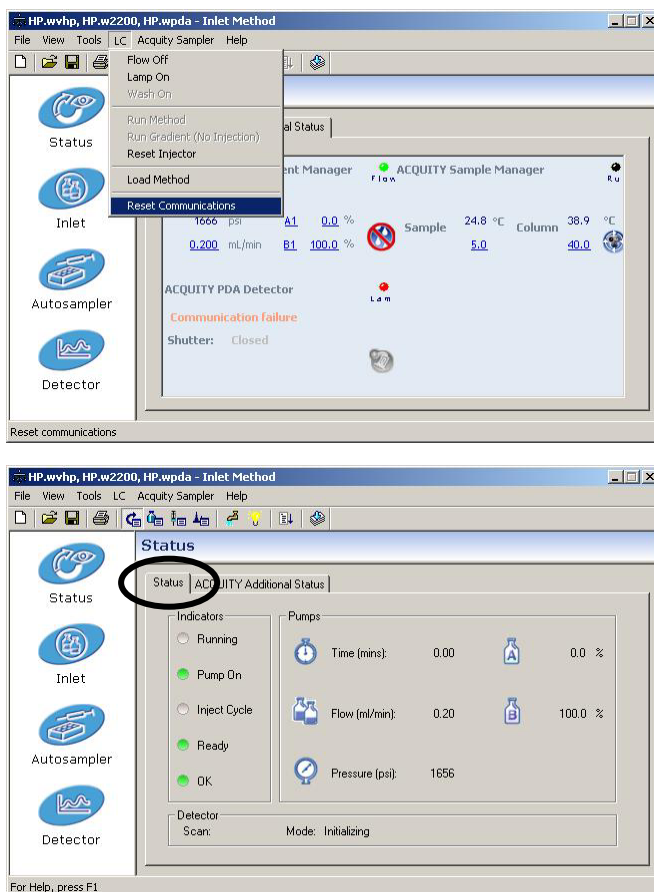 HP.wvhp, HP.w2200, HP.wpda - Inlet Method
File View Tools LC Acquity Sampler Help
Flow Off
Lamp On
Wash On
Run Method
Run Gradient (No Injection)
Reset Injector
Load Method
Reset Communications
Status
Inlet
Autosampler
Detector
al Status
ent Manager
Flow
ACQUITY Sample Manager
Ru
1666 psi A1 0.0 % Sample 24.8 °C Column 38.9 °C
0.200 mL/min B1 100.0 % 5.0 40.0
ACQUITY PDA Detector
Lam
Communication failure
Shutter: Closed
Reset communications
HP.wvhp, HP.w2200, HP.wpda - Inlet Method
File View Tools LC Acquity Sampler Help
Status
Inlet
Autosampler
Detector
Status
Status ACQUITY Additional Status
Indicators
Running
Pump On
Inject Cycle
Ready
OK
Pumps
Time (mins): 0.00 A 0.0 %
Flow (ml/min): 0.20 B 100.0 %
Pressure (psi): 1656
Detector
Scan: Mode: Initializing
For Help, press F1